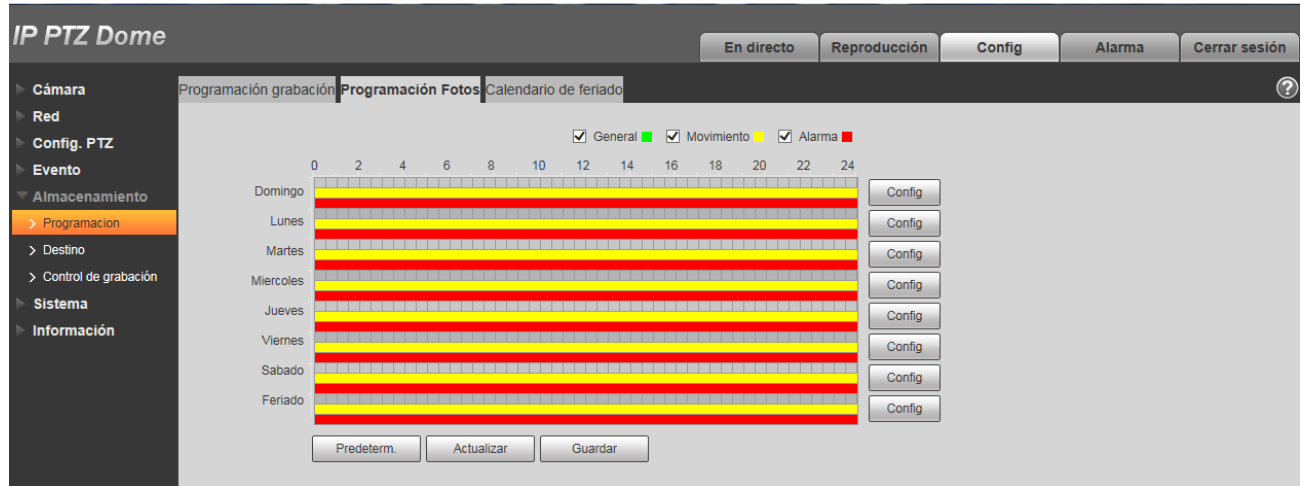 IP PTZ Dome
En directo Reproducción Config Alarma Cerrar sesión
Cámara
Red
Config. PTZ
Evento
Almacenamiento
Programacion
Destino
Control de grabación
Sistema
Información
Programación grabación Programación Fotos Calendario de feriado
?
General Movimiento Alarma
0 2 4 6 8 10 12 14 16 18 20 22 24
Domingo Config
Lunes Config
Martes Config
Miercoles Config
Jueves Config
Viernes Config
Sabado Config
Feriado Config
Predeterm. Actualizar Guardar